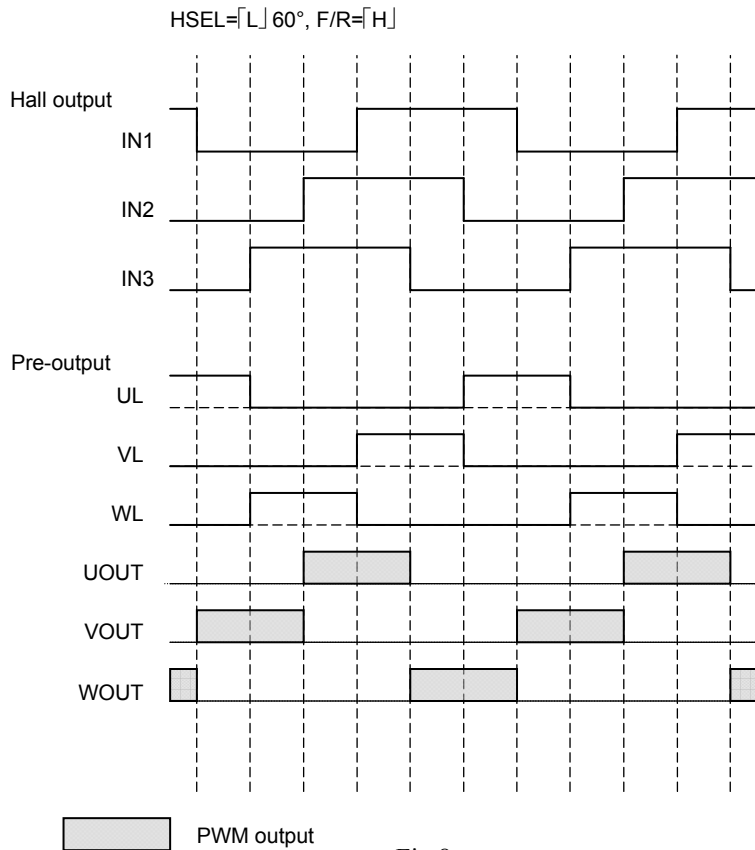 HSEL=｢L｣ 60°, F/R=｢H｣
Hall output
IN1
IN2
IN3
Pre-output
UL
VL
WL
UOUT
VOUT
WOUT
PWM output